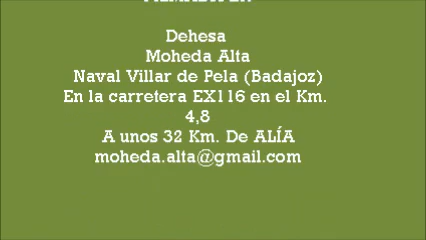 Dehesa
Moheda Alta
Naval Villar de Pela (Badajoz)
En la carretera EX116 en el Km.
4,8
A unos 32 Km. De ALÍA
moheda.alta@gmail.com